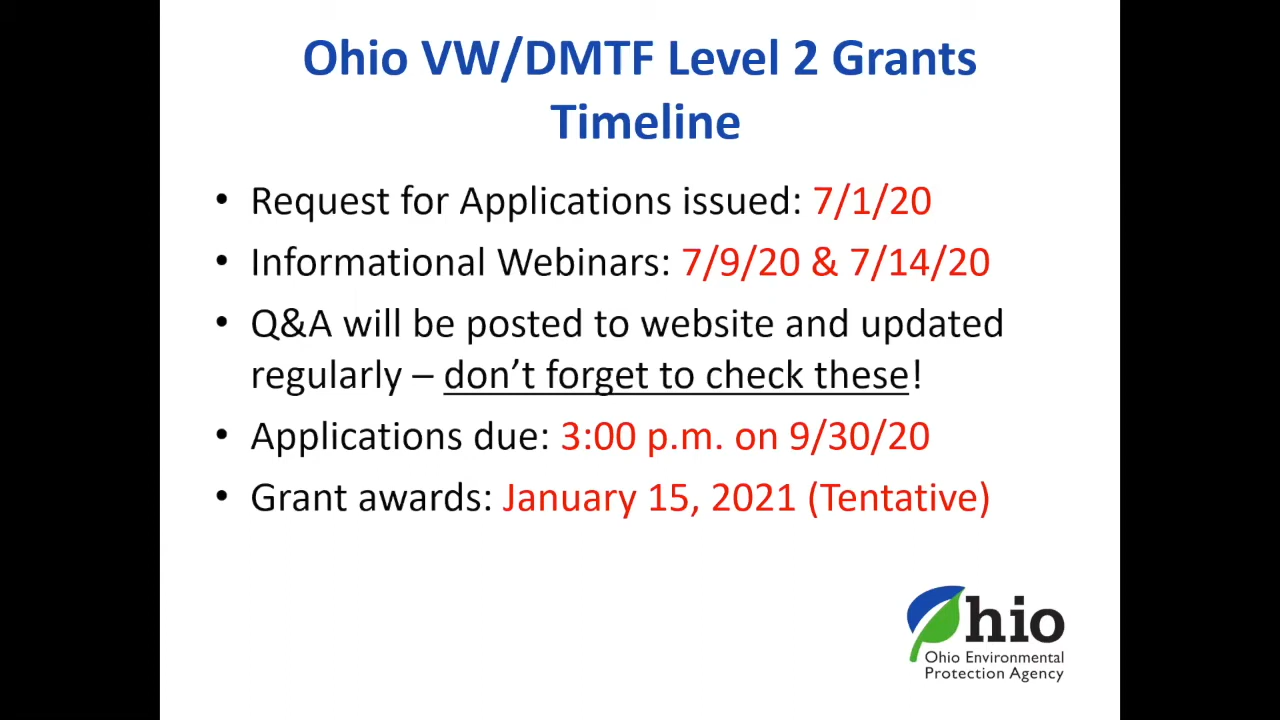 Ohio VW/DMTF Level 2 Grants
Timeline
• Request for Applications issued: 7/1/20
• Informational Webinars: 7/9/20 & 7/14/20
• Q&A will be posted to website and updated
regularly – don’t forget to check these!
• Applications due: 3:00 p.m. on 9/30/20
• Grant awards: January 15, 2021 (Tentative)
Ohio
Ohio Environmental
Protection Agency